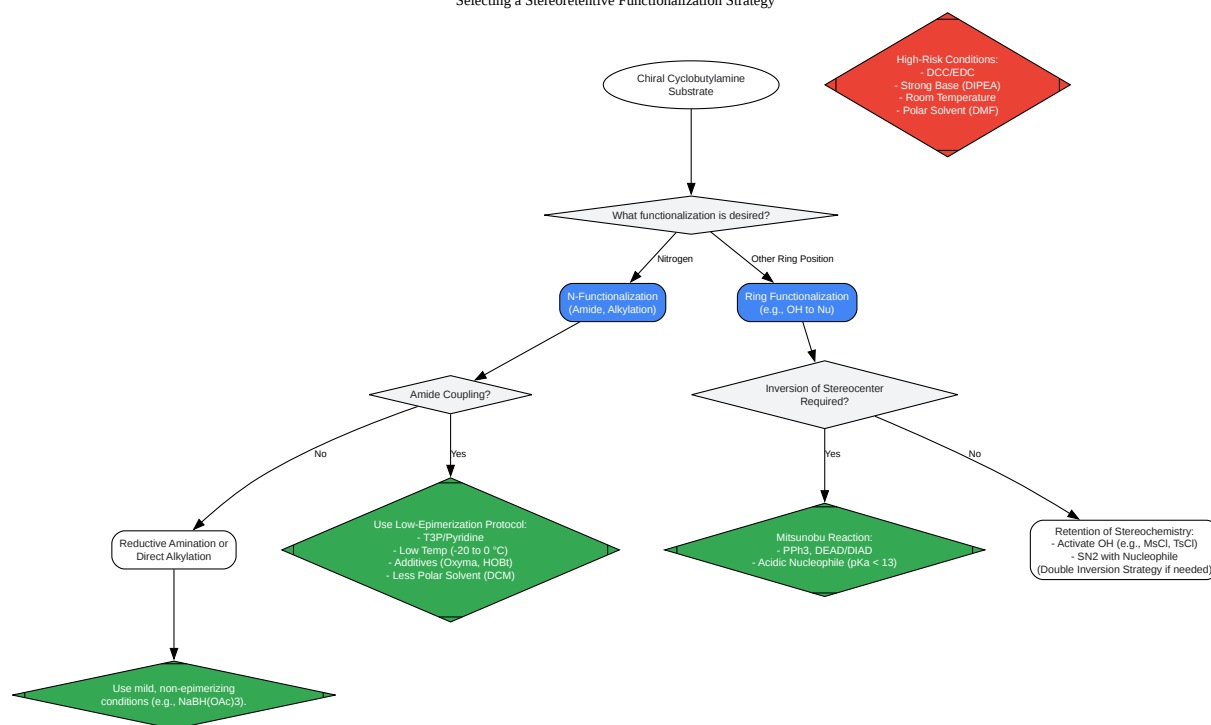 Selecting a Stereoretentive Functionalization Strategy
High-Risk Conditions:
- DCC/EDC
- Strong Base (DIPEA)
- Room Temperature
- Polar Solvent (DMF)
Chiral Cyclobutylamine
Substrate
What functionalization is desired?
Nitrogen
Other Ring Position
N-Functionalization
(Amide, Alkylation)
Ring Functionalization
(e.g., OH to Nu)
Amide Coupling?
Inversion of Stereocenter
Required?
No
Yes
Yes
No
Reductive Amination or
Direct Alkylation
Use Low-Epimerization Protocol:
- T3P/Pyridine
- Low Temp (-20 to 0 °C)
- Additives (Oxyma, HOBt)
- Less Polar Solvent (DCM)
Mitsunobu Reaction:
- PPh3, DEAD/DIAD
- Acidic Nucleophile (pKa < 13)
Retention of Stereochemistry:
- Activate OH (e.g., MsCl, TsCl)
- SN2 with Nucleophile
(Double Inversion Strategy if needed)
Use mild, non-epimerizing
conditions (e.g., NaBH(OAc)3).